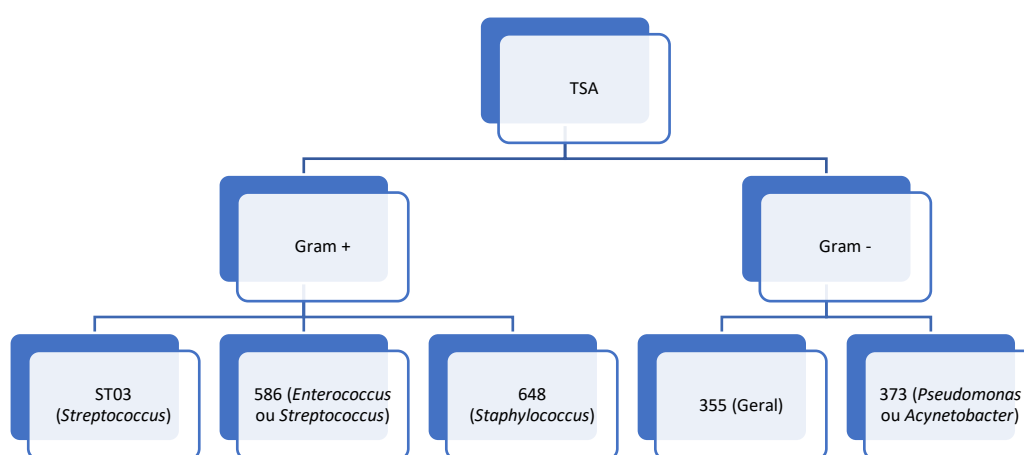 TSA
Gram +
Gram -
ST03
(Streptococcus)
586 (Enterococcus
ou Streptococcus)
648
(Staphylococcus)
355 (Geral)
373 (Pseudomonas
ou Acynetobacter)